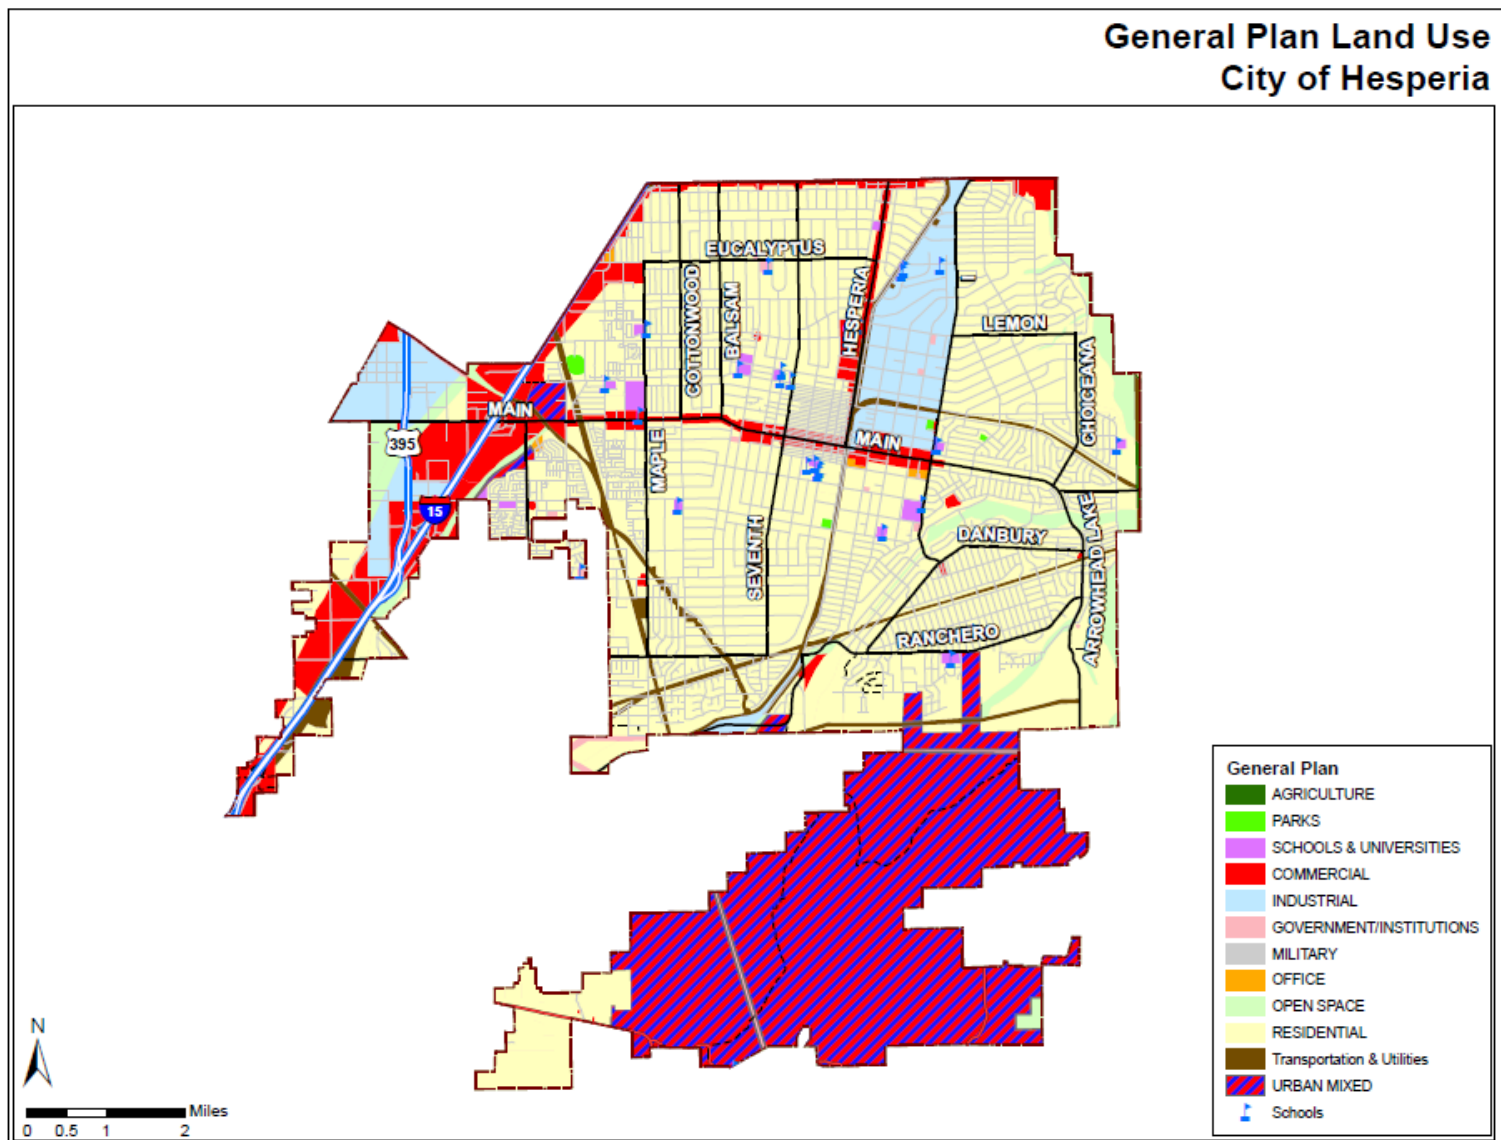 General Plan Land Use
City of Hesperia
EUCALYPTUS
COTTONWOOD
BALSAM
HESPERIA
I
LEMON
CHOICEANA
MAIN
395
MAIN
MAPLE
15
SEVENTH
DANBURY
ARROWHEAD LAKE
RANCHERO
General Plan
AGRICULTURE
PARKS
SCHOOLS & UNIVERSITIES
COMMERCIAL
INDUSTRIAL
GOVERNMENT/INSTITUTIONS
MILITARY
OFFICE
OPEN SPACE
RESIDENTIAL
Transportation & Utilities
URBAN MIXED
Schools
N
Miles
0 0.5 1 2